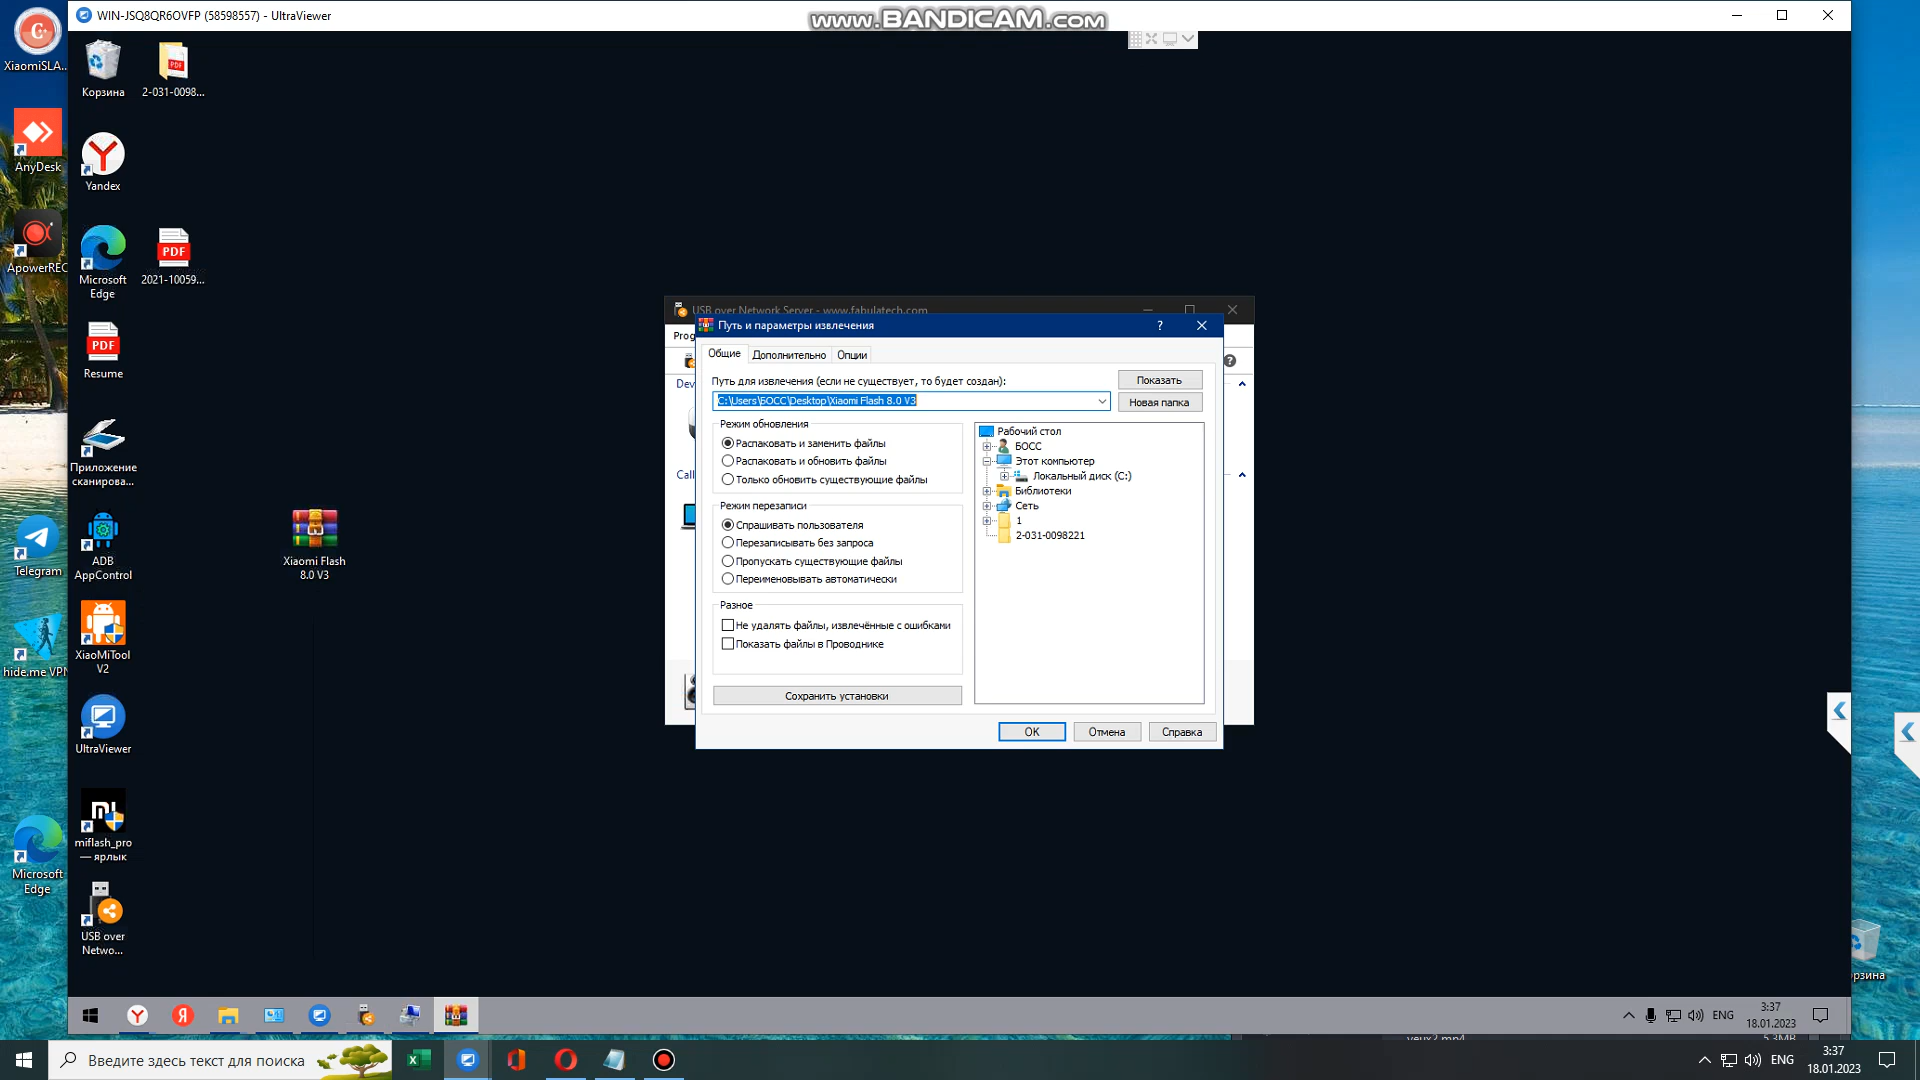 WIN-JSQ8QR6OVFP (58598557) - UltraViewer
www.BANDICAM.com
XiaomiSLA...
AnyDesk
ApowerREC
Telegram
hide.me VPN
Microsoft
Edge
Корзина
2-031-0098...
Yandex
Microsoft
Edge
2021-10059...
Resume
Приложение
сканирова...
ADB
AppControl
XiaoMiTool
V2
UltraViewer
miflash_pro
— ярлык
USB over
Netwo...
Xiaomi Flash
8.0 V3
USB over Network Server - www.fabulatech.com
Prog
Dev
Call
Путь и параметры извлечения
Общие
Дополнительно
Опции
Путь для извлечения (если не существует, то будет создан):
C:\Users\БОСС\Desktop\Xiaomi Flash 8.0 V3
Показать
Новая папка
Режим обновления
Распаковать и заменить файлы
Распаковать и обновить файлы
Только обновить существующие файлы
Режим перезаписи
Спрашивать пользователя
Перезаписывать без запроса
Пропускать существующие файлы
Переименовывать автоматически
Разное
Не удалять файлы, извлечённые с ошибками
Показать файлы в Проводнике
Сохранить установки
Рабочий стол
БОСС
Этот компьютер
Локальный диск (C:)
Библиотеки
Сеть
1
2-031-0098221
OK
Отмена
Справка
рзина
ENG
3:37
18.01.2023
Введите здесь текст для поиска
ENG
3:37
18.01.2023